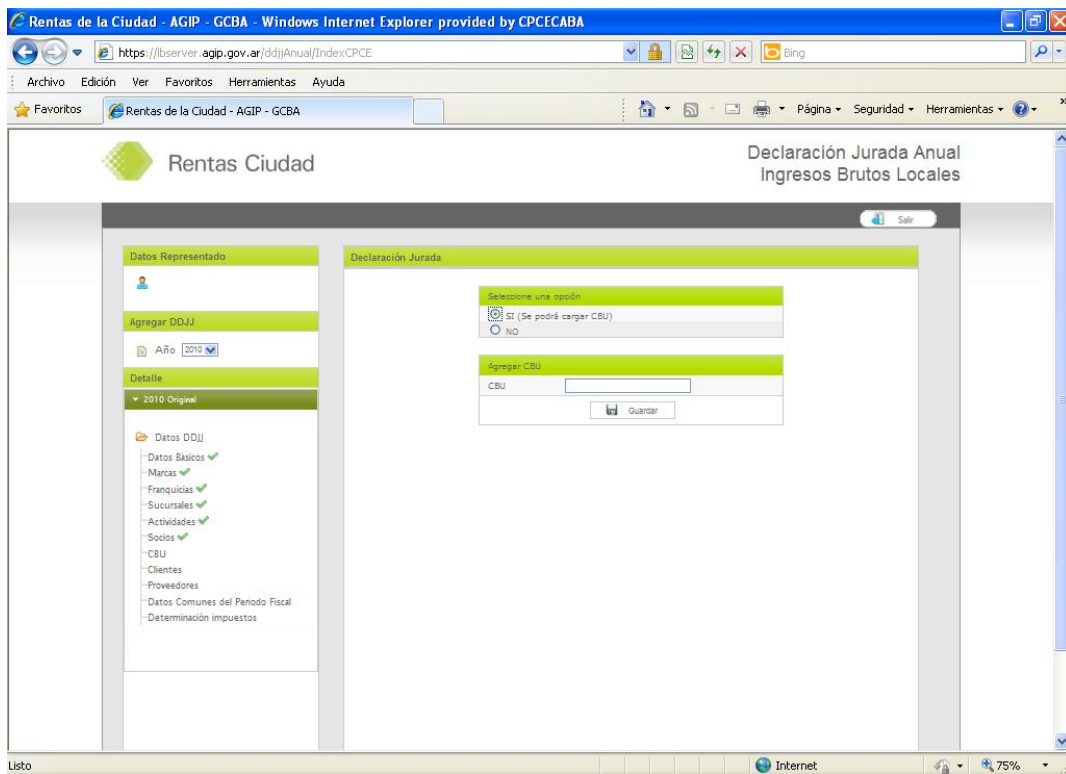 Rentas de la Ciudad - AGIP - GCBA - Windows Internet Explorer provided by CPCECABA
https://lbserver.agip.gov.ar/ddjjAnual/IndexCPCE
Bing
Archivo Edición Ver Favoritos Herramientas Ayuda
Favoritos
Rentas de la Ciudad - AGIP - GCBA
Página Seguridad Herramientas
Rentas Ciudad
Declaración Jurada Anual
Ingresos Brutos Locales
Salir
Datos Representado
Agregar DDJJ
Año 2010
Detalle
2010 Original
Datos DDJJ
Datos Básicos
Marcas
Franquicias
Sucursales
Actividades
Socios
CBU
Clientes
Proveedores
Datos Comunes del Periodo Fiscal
Determinación impuestos
Declaración Jurada
Seleccione una opción
SI (Se podrá cargar CBU)
NO
Agregar CBU
CBU
Guardar
Listo
Internet
75%